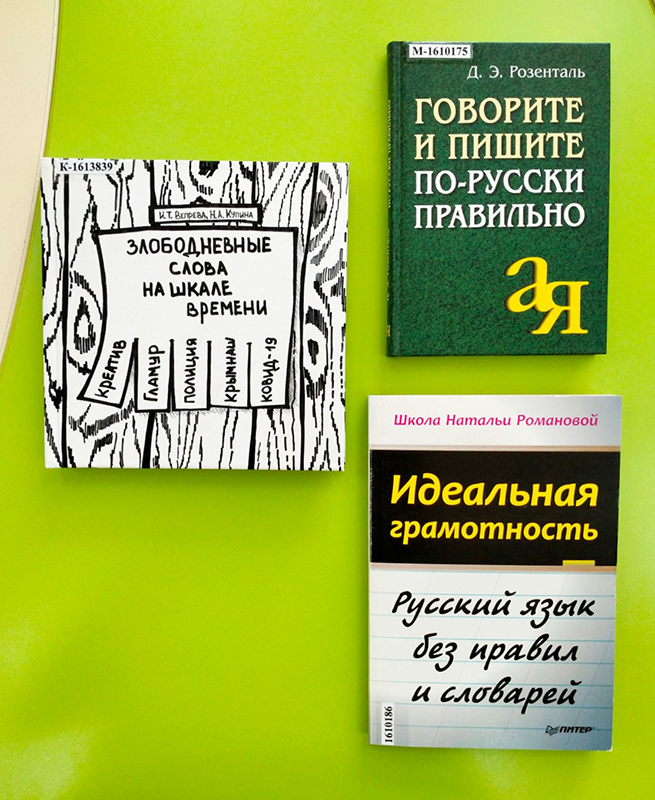 К-1613839
И.Т. Вепрева, Н.А. Купина
ЗЛОБОДНЕВНЫЕ
СЛОВА
НА ШКАЛЕ
ВРЕМЕНИ
КРЕАТИВ
ГЛАМУР
ПОЛИЦИЯ
КРЫМНАШ
КОВИД-19
М-1610175
Д. Э. Розенталь
ГОВОРИТЕ
И ПИШИТЕ
ПО-РУССКИ
ПРАВИЛЬНО
ая
Школа Натальи Романовой
Идеальная
грамотность
Русский язык
без правил
и словарей
1610186
ПИТЕР